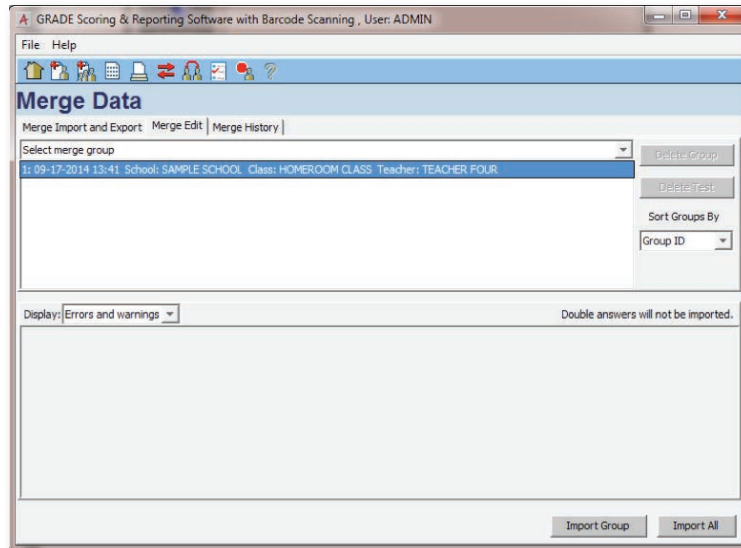 GRADE Scoring & Reporting Software with Barcode Scanning , User: ADMIN
File Help
Merge Data
Merge Import and Export Merge Edit Merge History
Select merge group
Delete Group
1: 09-17-2014 13:41 School: SAMPLE SCHOOL Class: HOMEROOM CLASS Teacher: TEACHER FOUR
Delete Test
Sort Groups By
Group ID
Display: Errors and warnings Double answers will not be imported.
Import Group Import All